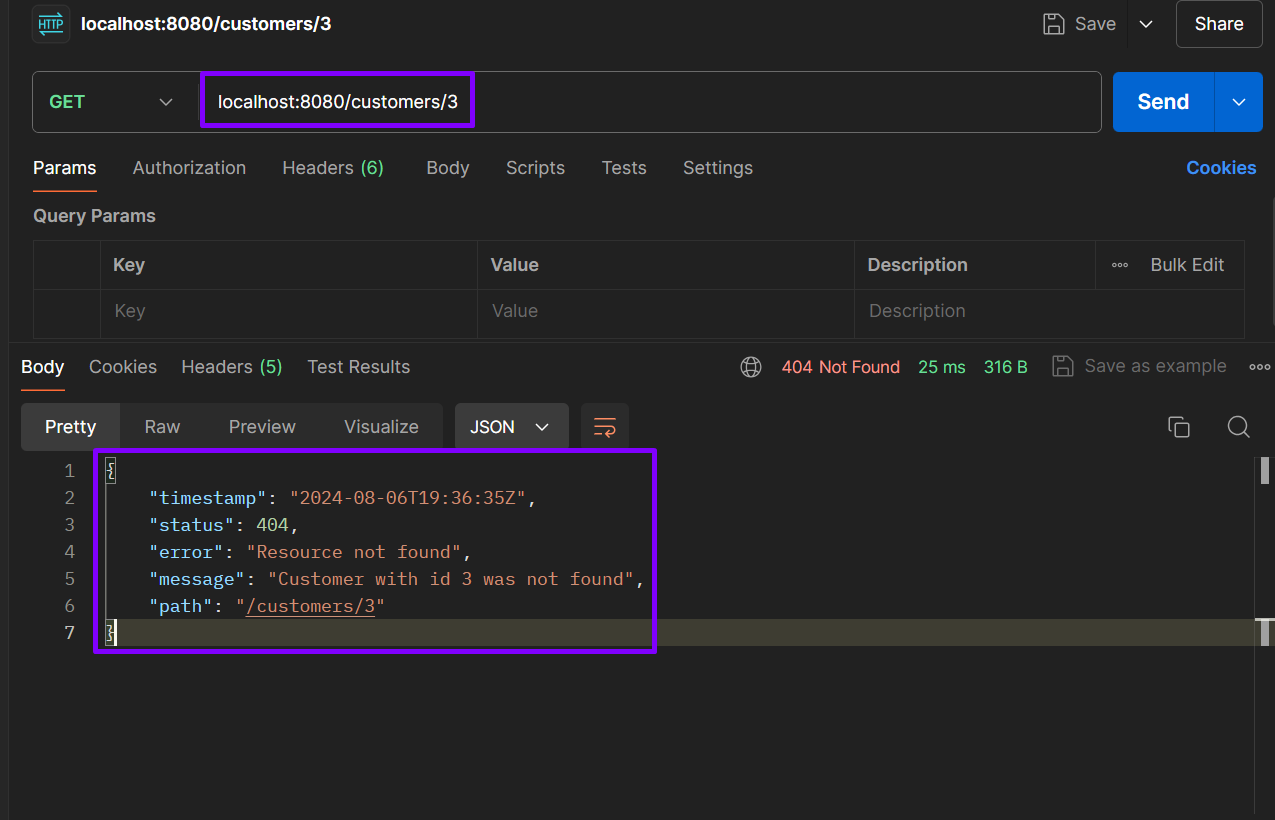 HTTP localhost:8080/customers/3 Save Share
GET localhost:8080/customers/3 Send
Params Authorization Headers (6) Body Scripts Tests Settings Cookies
Query Params
Key Value Description Bulk Edit
Key Value Description
Body Cookies Headers (5) Test Results 404 Not Found 25 ms 316 B Save as example
Pretty Raw Preview Visualize JSON
1 {
2 "timestamp": "2024-08-06T19:36:35Z",
3 "status": 404,
4 "error": "Resource not found",
5 "message": "Customer with id 3 was not found",
6 "path": "/customers/3"
7 }